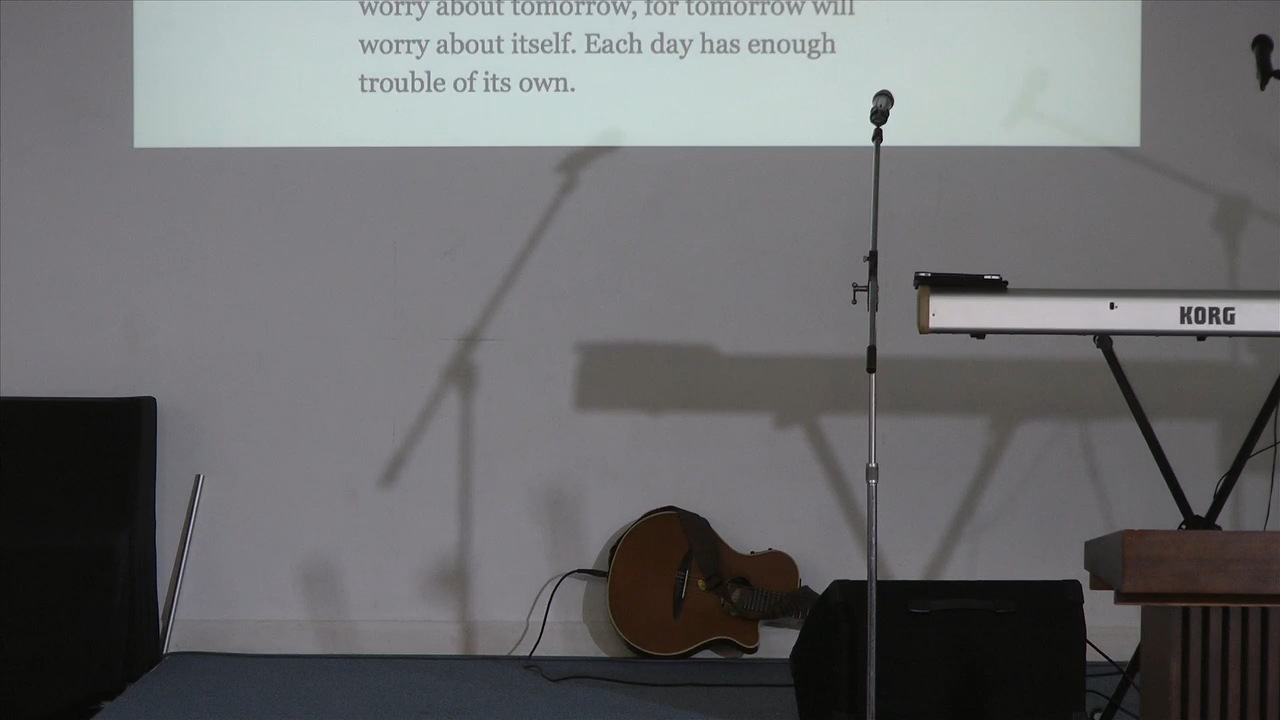 worry about tomorrow, for tomorrow will
worry about itself. Each day has enough
trouble of its own.
KORG